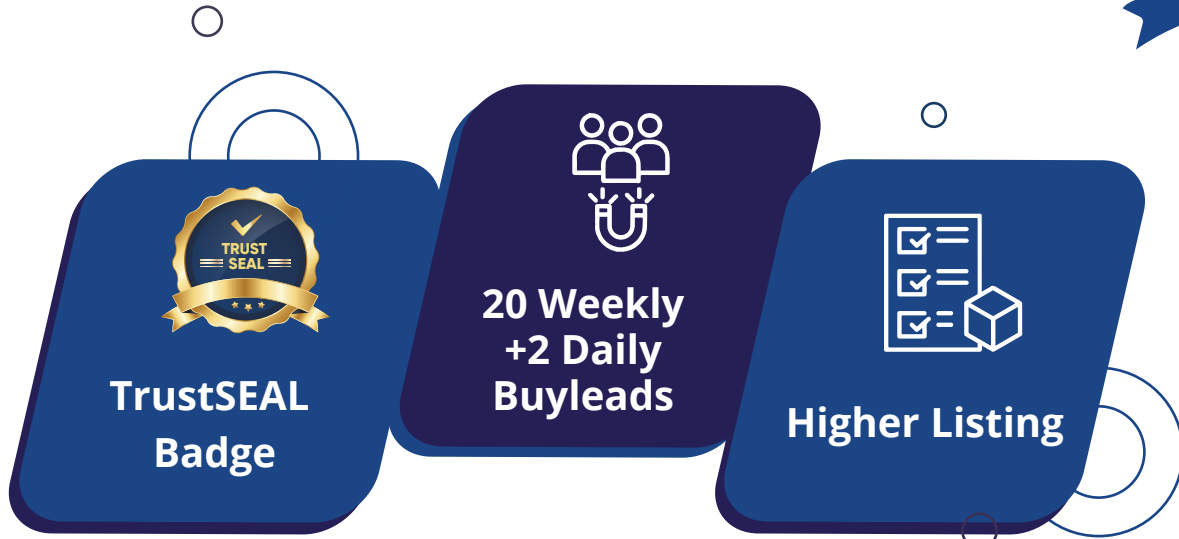 TRUST
SEAL
TrustSEAL
Badge
20 Weekly
+2 Daily
Buyleads
Higher Listing